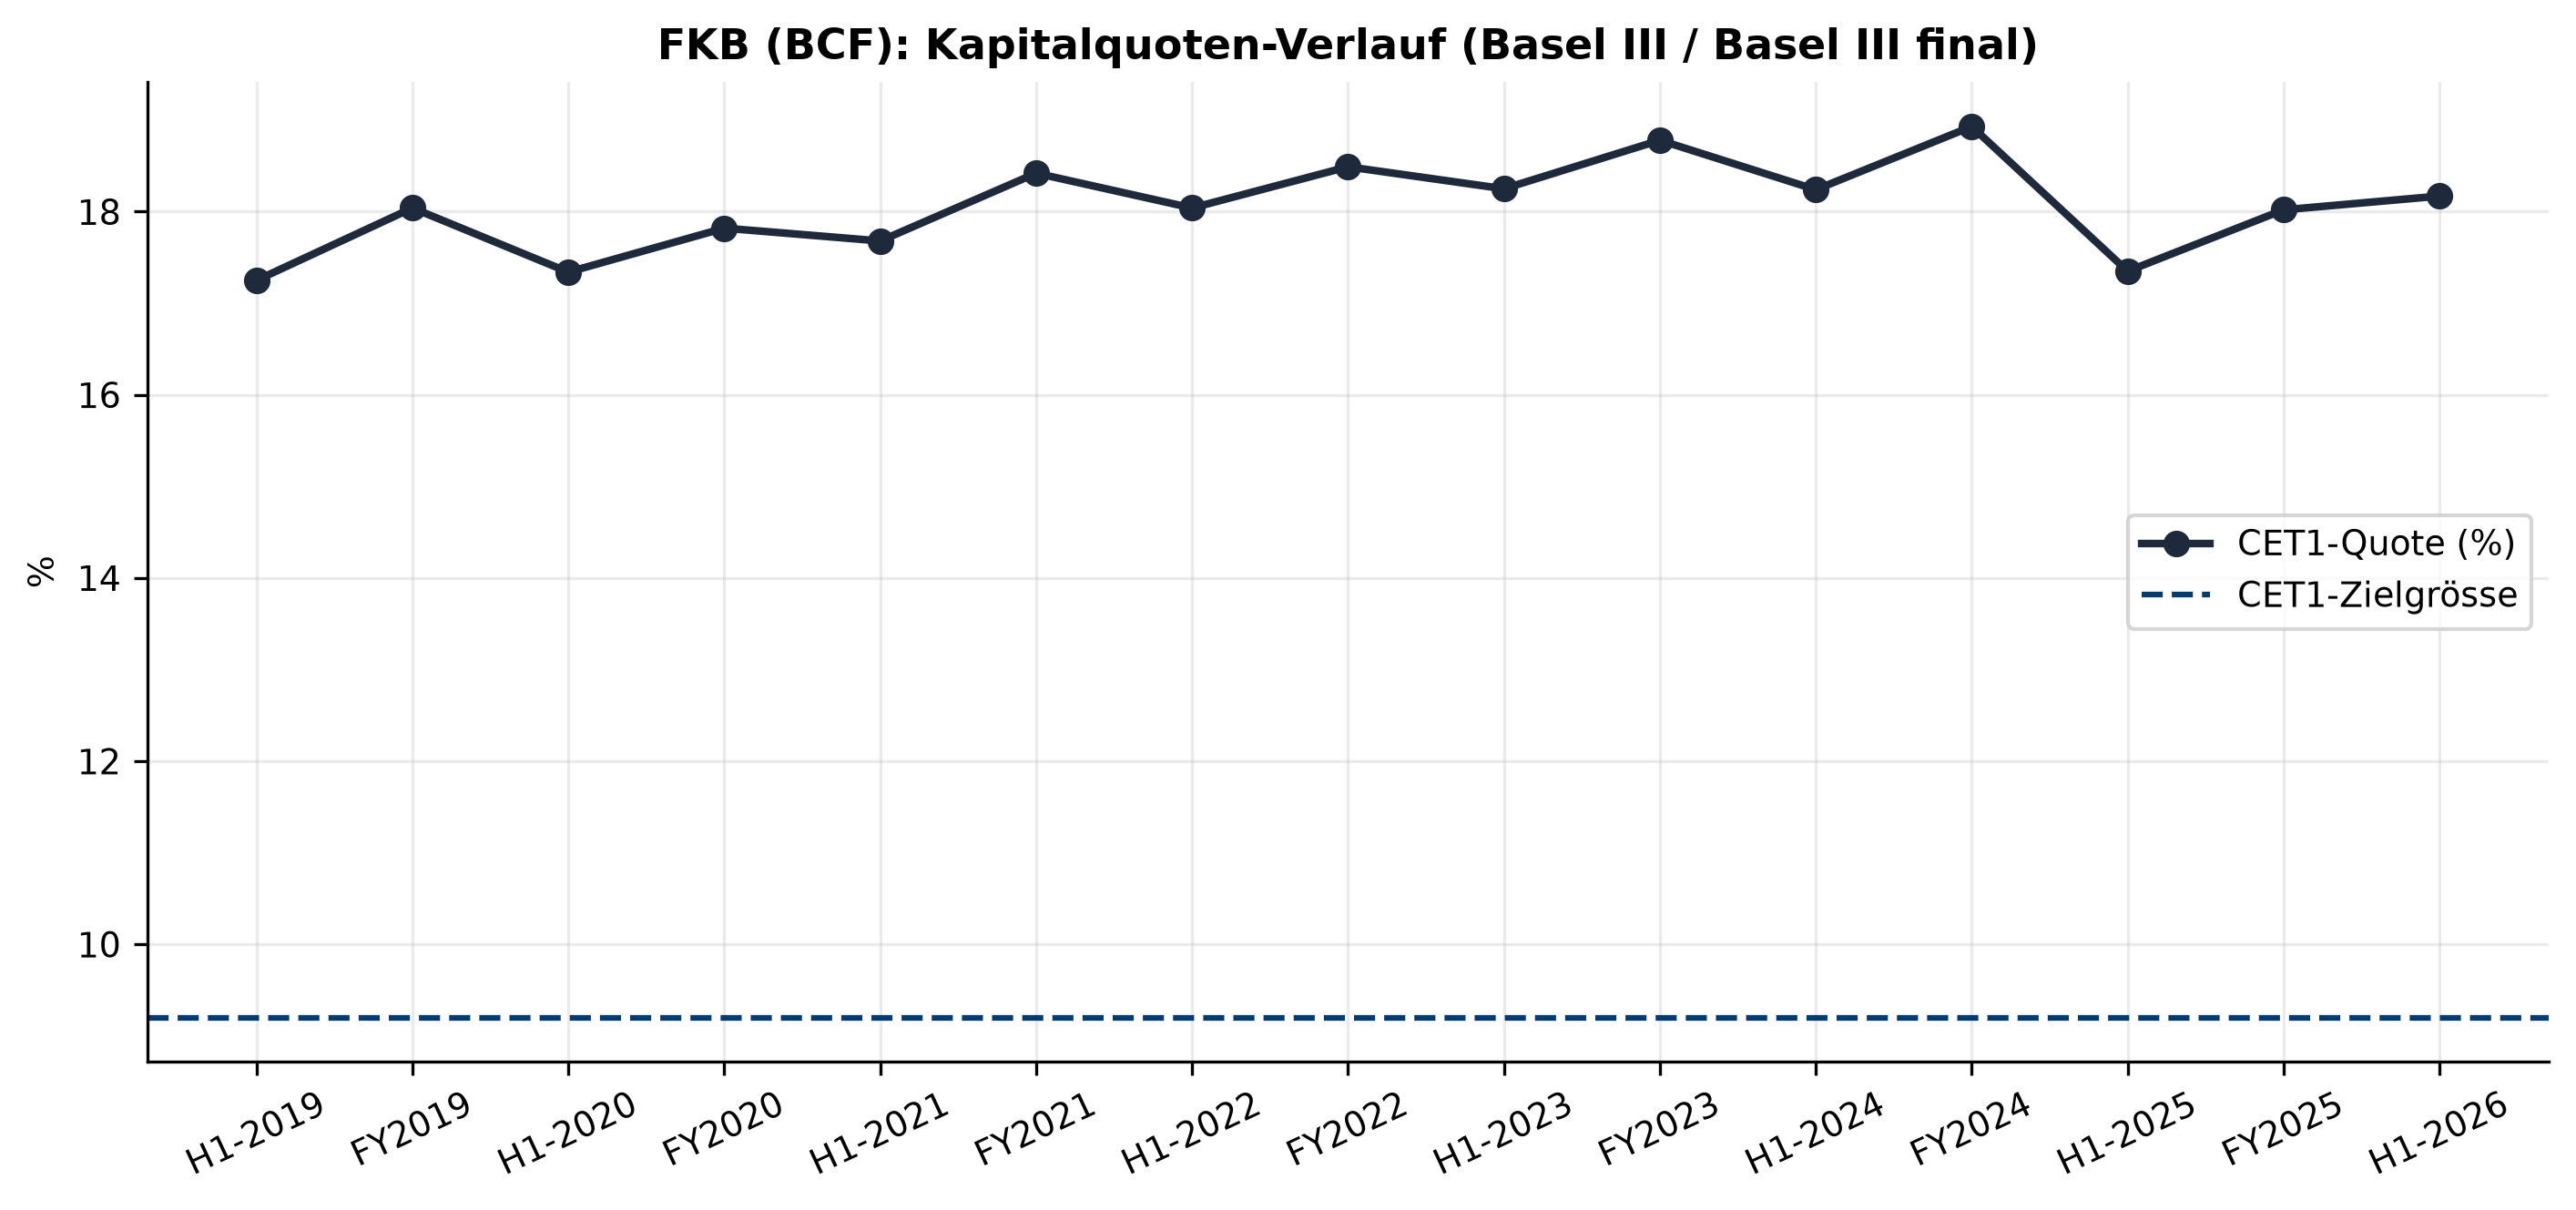 FKB (BCF): Kapitalquoten-Verlauf (Basel III / Basel III final)
%
18
16
14
12
10
CET1-Quote (%)
CET1-Zielgrösse
H1-2019
FY2019
H1-2020
FY2020
H1-2021
FY2021
H1-2022
FY2022
H1-2023
FY2023
H1-2024
FY2024
H1-2025
FY2025
H1-2026